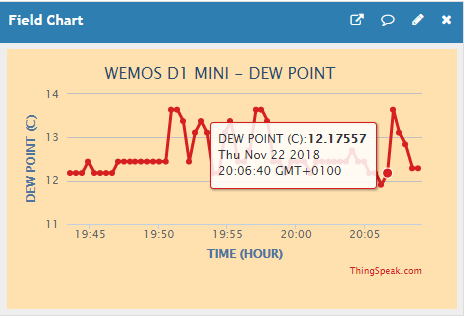 Field Chart
WEMOS D1 MINI - DEW POINT
DEW POINT (C)
14
13
12
11
DEW POINT (C):12.17557
Thu Nov 22 2018
20:06:40 GMT+0100
19:45
19:50
19:55
20:00
20:05
TIME (HOUR)
ThingSpeak.com